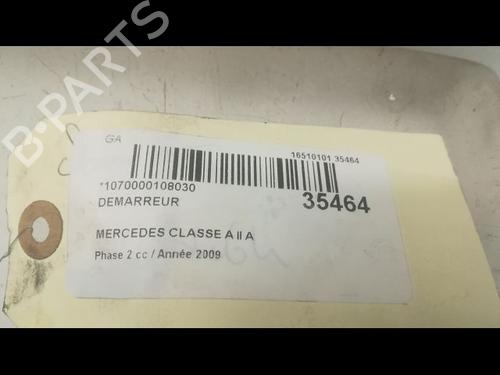 B-PARTS
GA
16510101 35464
*1070000108030
DEMARREUR
35464
MERCEDES CLASSE A II A
Phase 2 cc / Année 2009